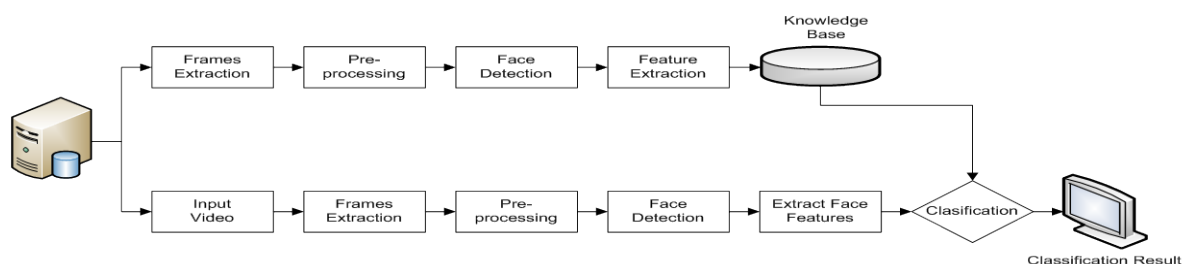 Knowledge
Base
Frames
Extraction
Pre-
processing
Face
Detection
Feature
Extraction
Input
Video
Frames
Extraction
Pre-
processing
Face
Detection
Extract Face
Features
Clasification
Classification Result